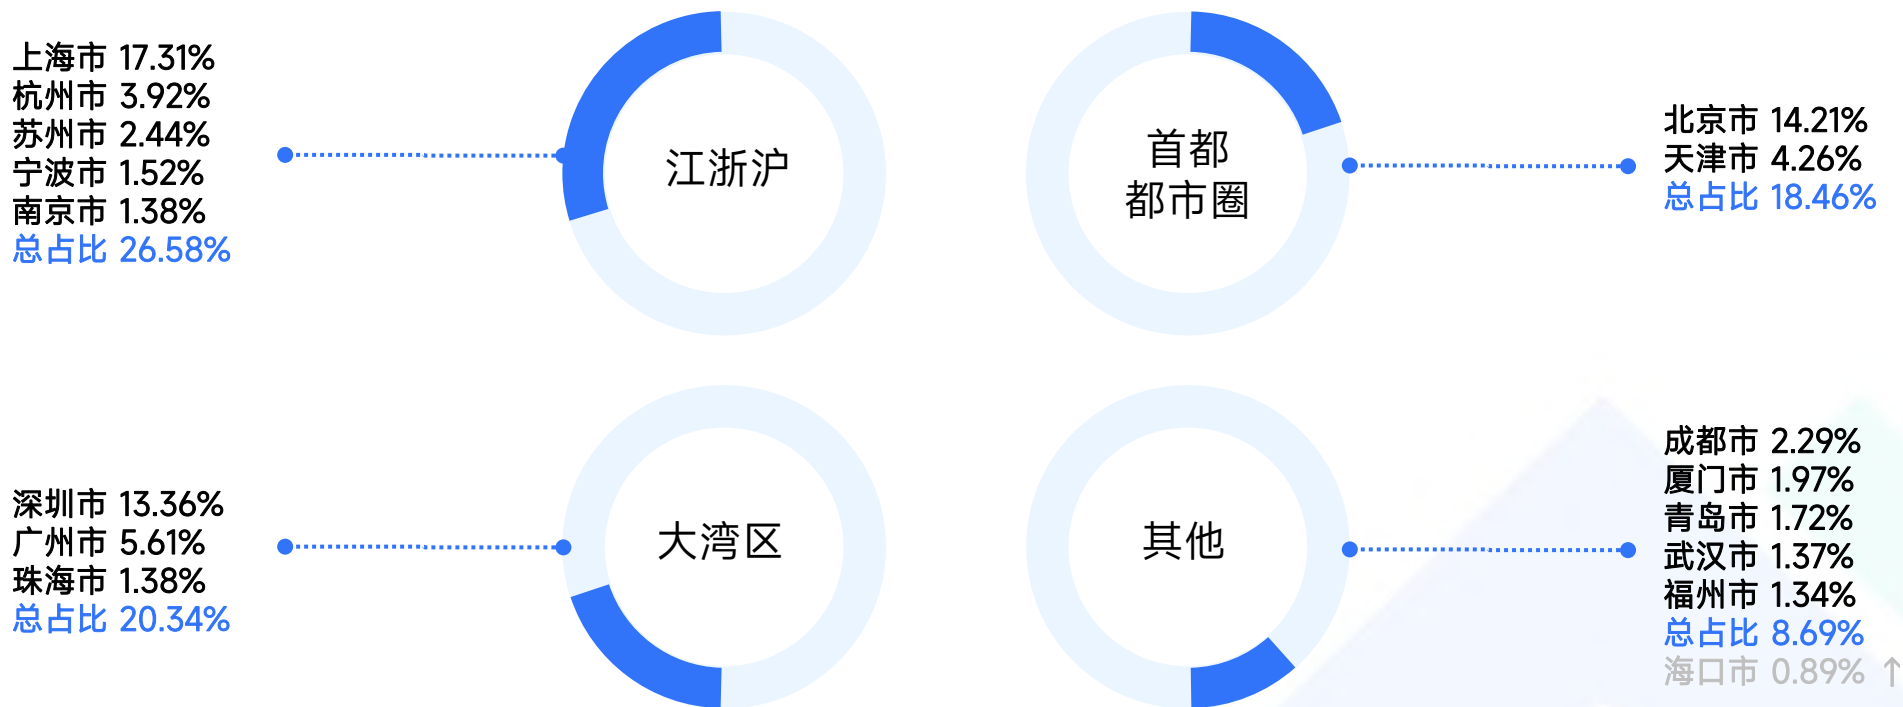 上海市 17.31%
杭州市 3.92%
苏州市 2.44%
宁波市 1.52%
南京市 1.38%
总占比 26.58%
江浙沪
首都
都市圈
北京市 14.21%
天津市 4.26%
总占比 18.46%
深圳市 13.36%
广州市 5.61%
珠海市 1.38%
总占比 20.34%
大湾区
其他
成都市 2.29%
厦门市 1.97%
青岛市 1.72%
武汉市 1.37%
福州市 1.34%
总占比 8.69%
海口市 0.89% ↑